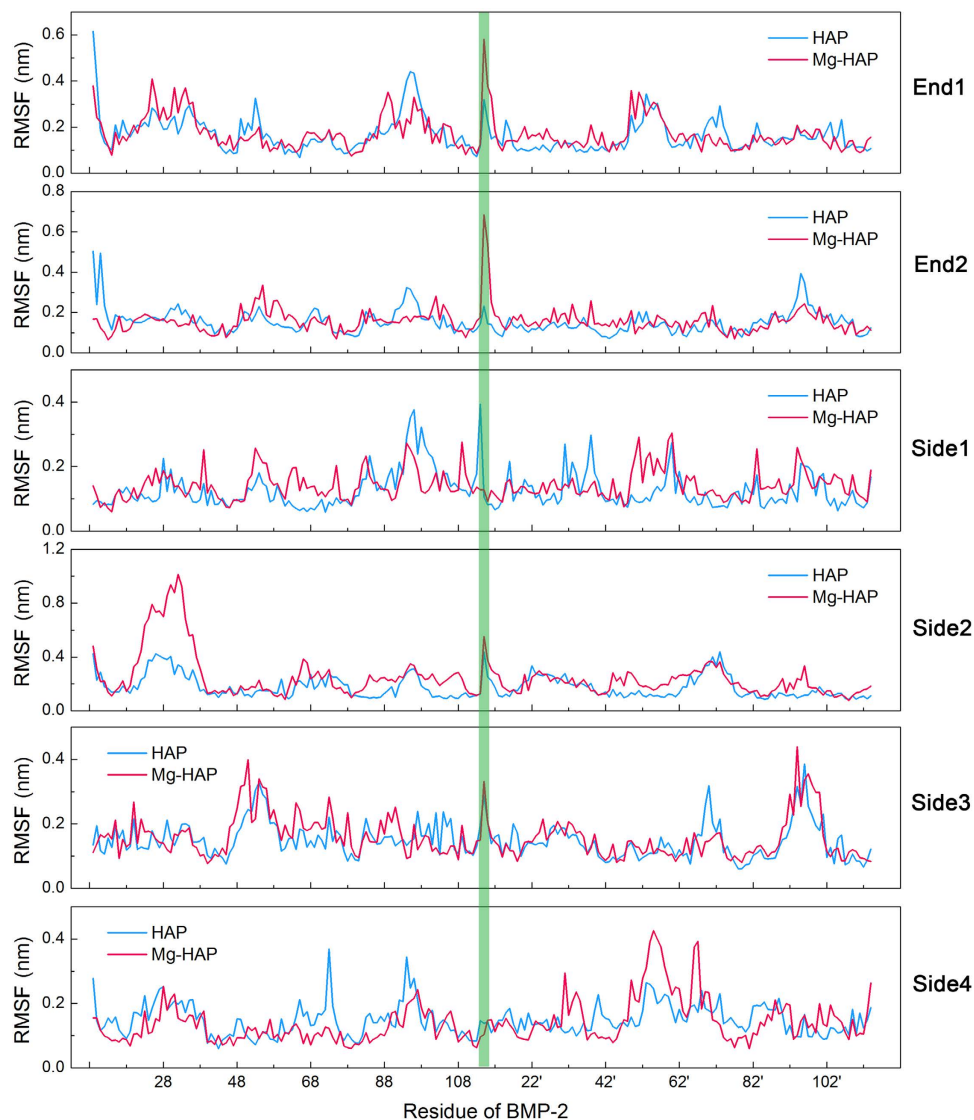 RMSF (nm)
0.6
0.4
0.2
0.0
HAP
Mg-HAP
End1
RMSF (nm)
0.8
0.6
0.4
0.2
0.0
HAP
Mg-HAP
End2
RMSF (nm)
0.4
0.2
0.0
HAP
Mg-HAP
Side1
RMSF (nm)
1.2
0.8
0.4
0.0
HAP
Mg-HAP
Side2
RMSF (nm)
0.4
0.2
0.0
HAP
Mg-HAP
Side3
RMSF (nm)
0.4
0.2
0.0
HAP
Mg-HAP
Side4
28 48 68 88 108 22' 42' 62' 82' 102'
Residue of BMP-2